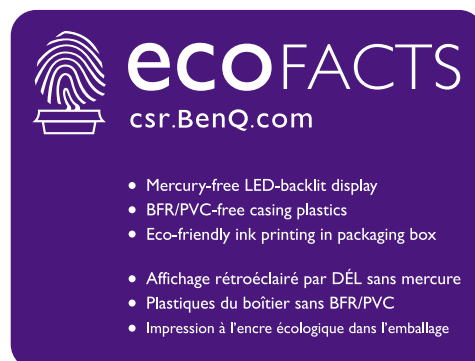 ecoFACTS
csr.BenQ.com
• Mercury-free LED-backlit display
• BFR/PVC-free casing plastics
• Eco-friendly ink printing in packaging box
• Affichage rétroéclairé par DÉL sans mercure
• Plastiques du boîtier sans BFR/PVC
• Impression à l'encre écologique dans l'emballage